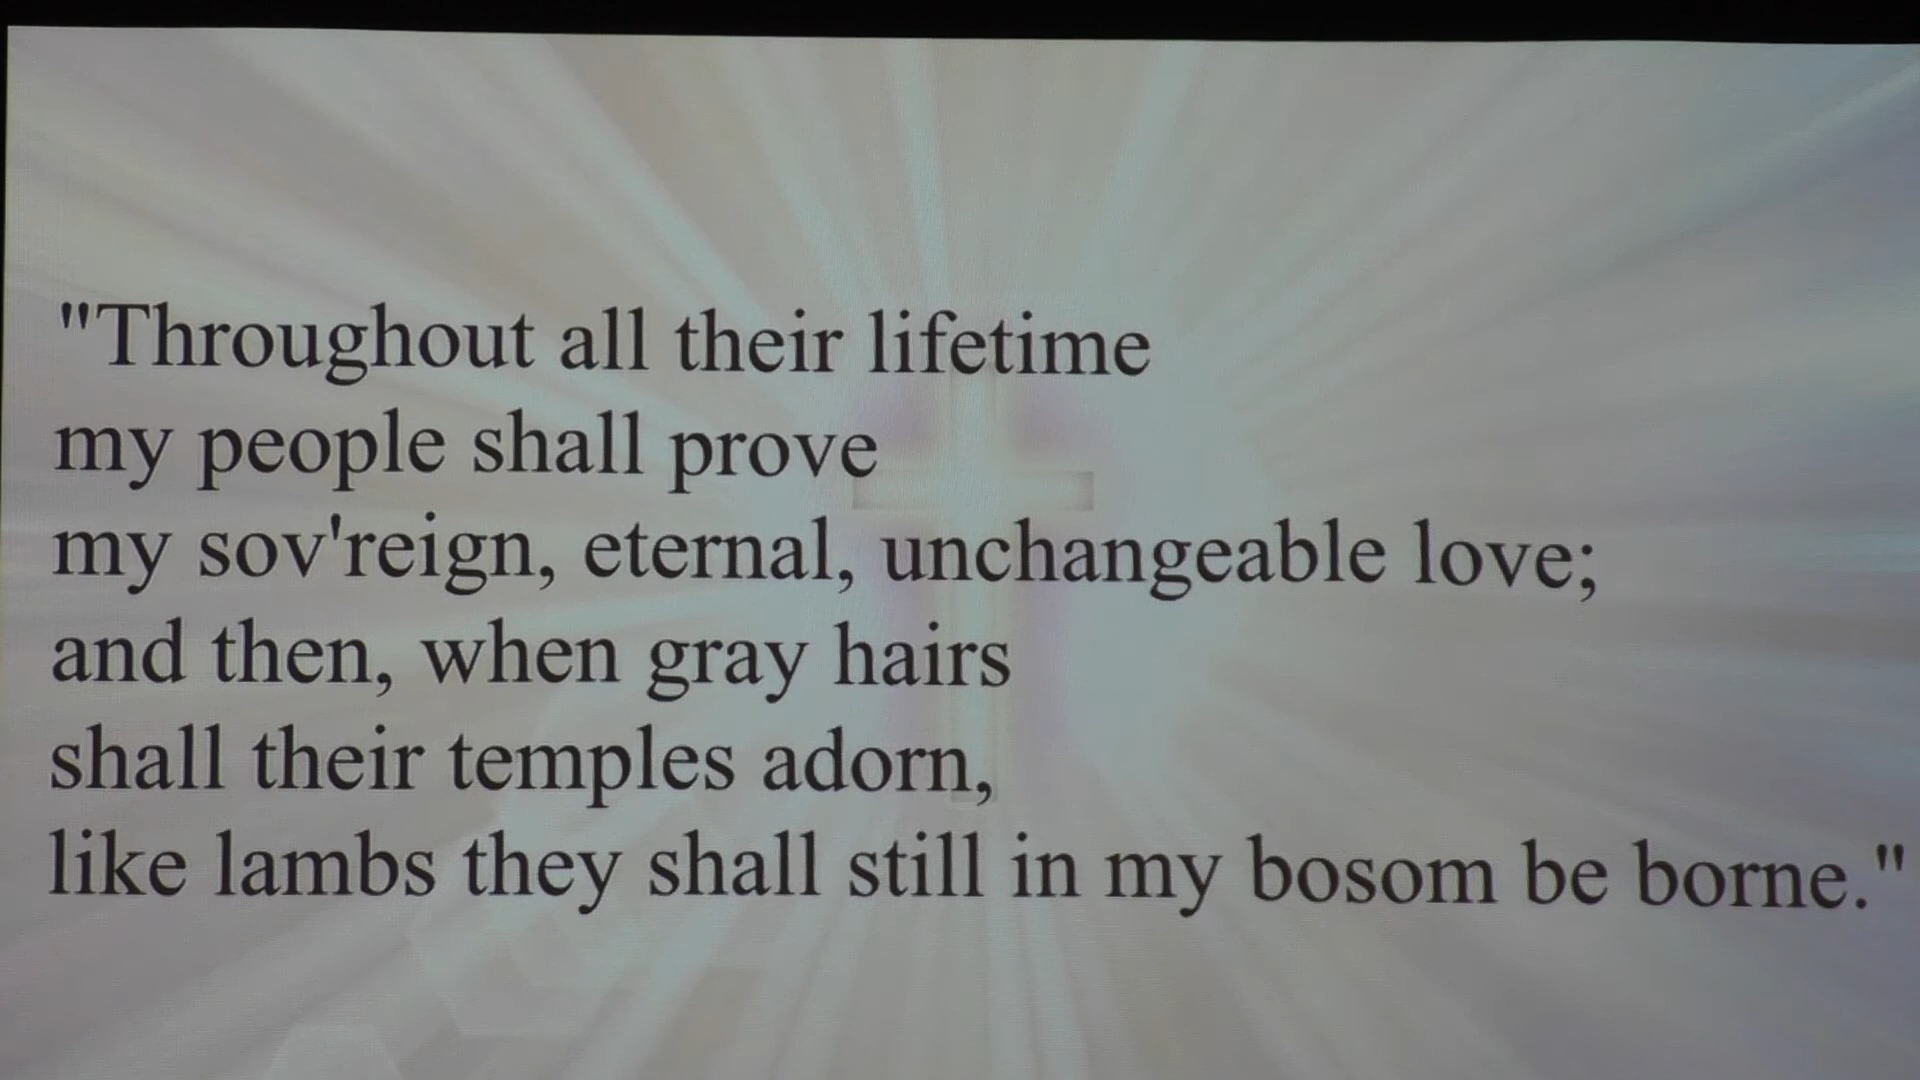 "Throughout all their lifetime
my people shall prove
my sov'reign, eternal, unchangeable love;
and then, when gray hairs
shall their temples adorn,
like lambs they shall still in my bosom be borne."